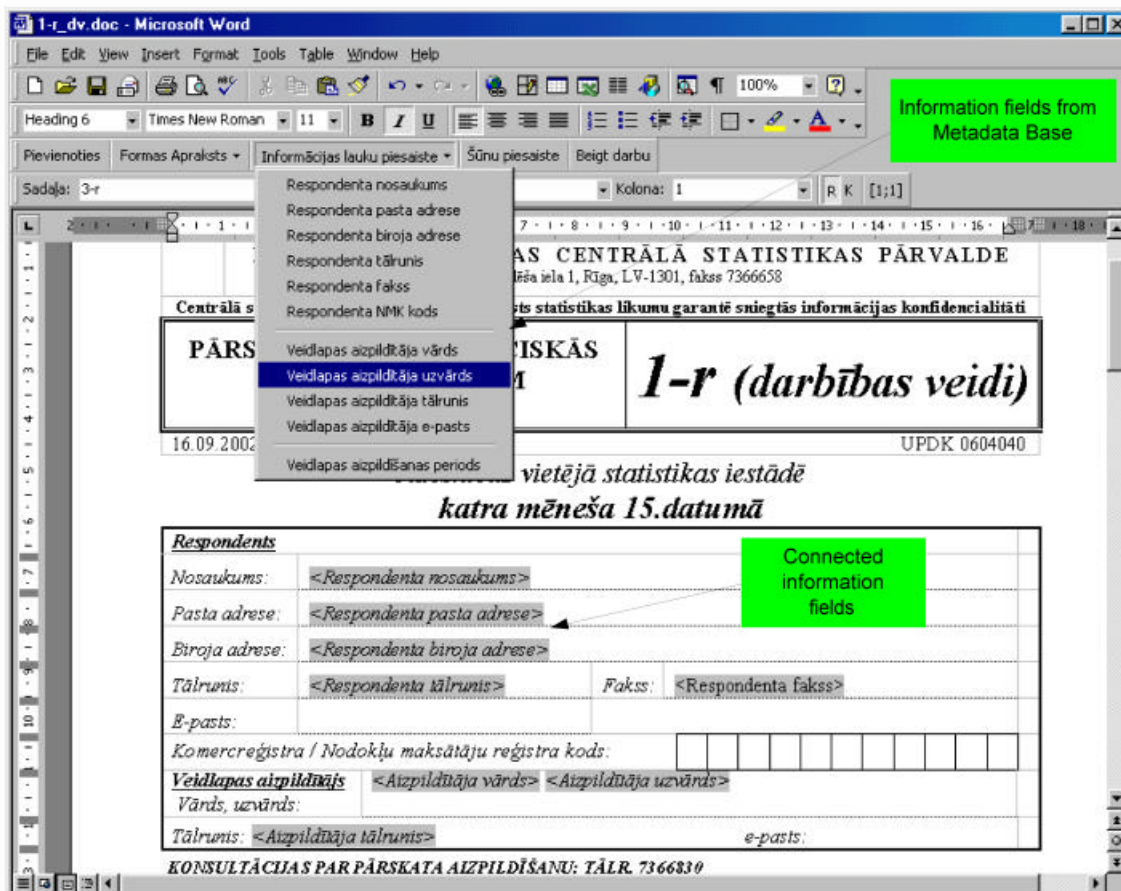 1-r_dv.doc - Microsoft Word
File Edit View Insert Format Tools Table Window Help
100%
Heading 6 Times New Roman 11 B I U
Information fields from
Metadata Base
Pievienoties Formas Apraksts Informācijas lauku piesaiste Šūnu piesaiste Beigt darbu
Sadaļa: 3-r Kolona: 1 R K [1;1]
Respondenta nosaukums
Respondenta pasta adrese
Respondenta biroja adrese
Respondenta tālrunis
Respondenta fakss
Respondenta NMK kods
Veidlapas aizpildītāja vārds
Veidlapas aizpildītāja uzvārds
Veidlapas aizpildītāja tālrunis
Veidlapas aizpildītāja e-pasts
Veidlapas aizpildīšanas periods
AS CENTRĀLĀ STATISTIKAS PĀRVALDE
iela 1, Rīga, LV-1301, fakss 7366658
Centrālā s sts statistikas likumu garantē sniegtās informācijas konfidencialitāti
PĀRS ISKĀS
1-r (darbības veidi)
16.09.2002 UPDK 0604040
vietējā statistikas iestādē
katra mēneša 15.datumā
Respondents
Connected
information
fields
Nosaukums: <Respondenta nosaukums>
Pasta adrese: <Respondenta pasta adrese>
Biroja adrese: <Respondenta biroja adrese>
Tālrunis: <Respondenta tālrunis> Fakss: <Respondenta fakss>
E-pasts:
Komercreģistra / Nodokļu maksātāju reģistra kods:
Veidlapas aizpildītājs <Aizpildītāja vārds> <Aizpildītāja uzvārds>
Vārds, uzvārds:
Tālrunis: <Aizpildītāja tālrunis> e-pasts:
KONSULTĀCIJAS PAR PĀRSKATA AIZPILDĪŠANU: TĀLR. 7366830